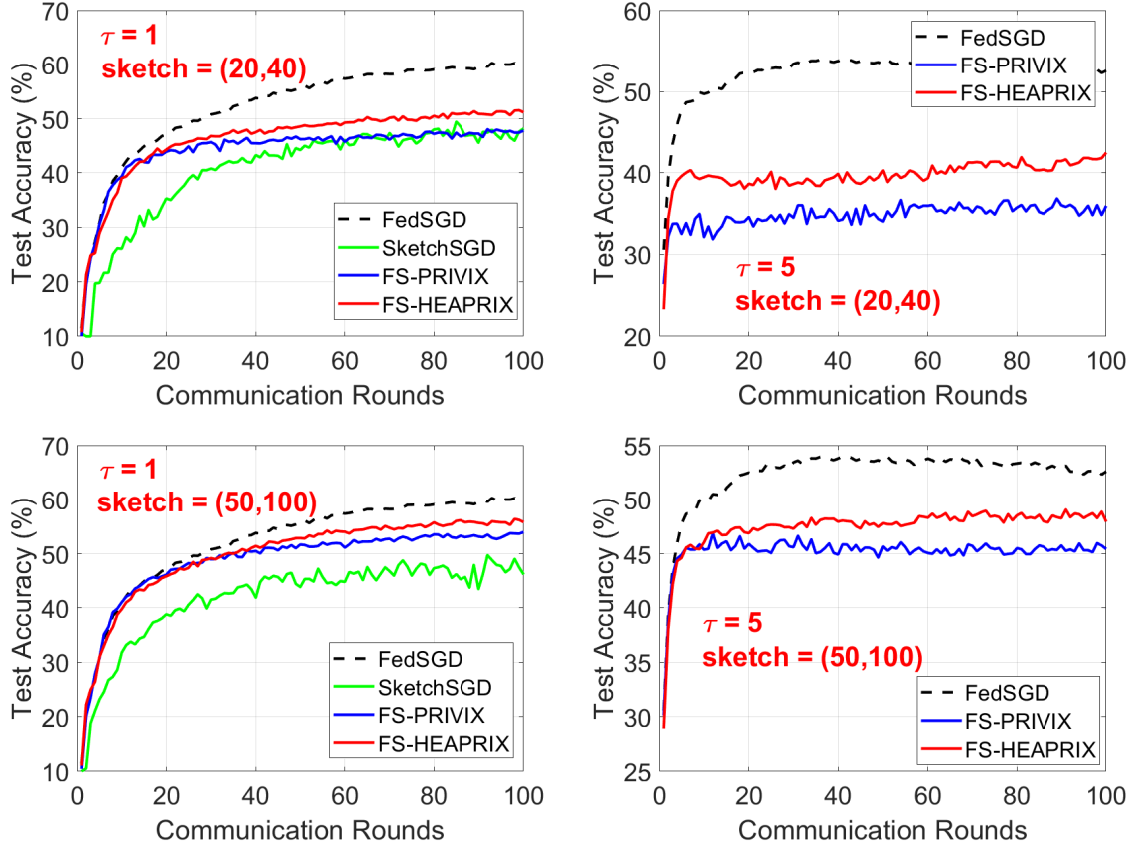 70
60
50
40
30
20
10
Test Accuracy (%)
τ = 1
sketch = (20,40)
FedSGD
SketchSGD
FS-PRIVIX
FS-HEAPRIX
0 20 40 60 80 100
Communication Rounds
60
50
40
30
20
Test Accuracy (%)
FedSGD
FS-PRIVIX
FS-HEAPRIX
τ = 5
sketch = (20,40)
0 20 40 60 80 100
Communication Rounds
70
60
50
40
30
20
10
Test Accuracy (%)
τ = 1
sketch = (50,100)
FedSGD
SketchSGD
FS-PRIVIX
FS-HEAPRIX
0 20 40 60 80 100
Communication Rounds
55
50
45
40
35
30
25
Test Accuracy (%)
τ = 5
sketch = (50,100)
FedSGD
FS-PRIVIX
FS-HEAPRIX
0 20 40 60 80 100
Communication Rounds